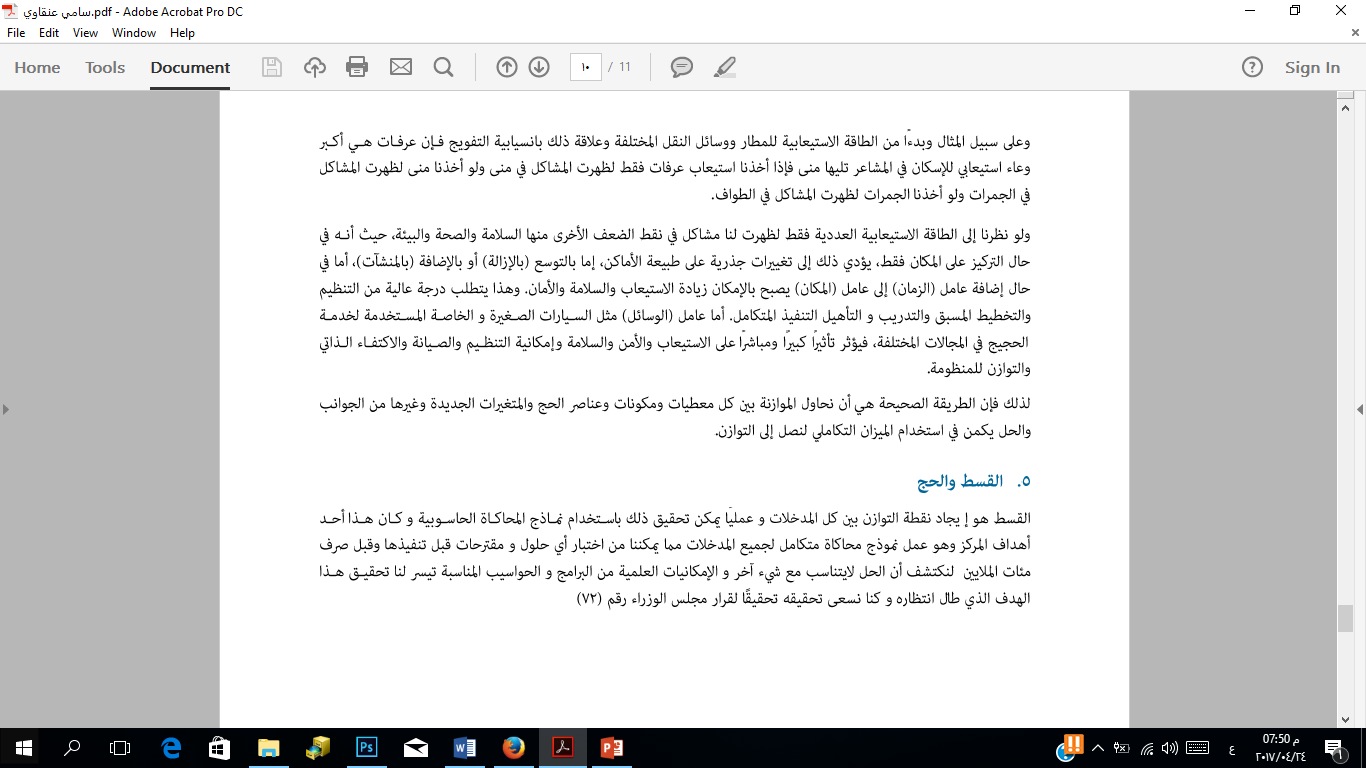 سامي عنقاوي.pdf - Adobe Acrobat Pro DC
File Edit View Window Help
Home Tools Document ١٠ / 11 Sign In
وعلى سبيل المثال وبدءًا من الطاقة الاستيعابية للمطار ووسائل النقل المختلفة وعلاقة ذلك بانسيابية التفويج فإن عرفات هي أكبر
وعاء استيعابي للإسكان في المشاعر تليها منى فإذا أخذنا استيعاب عرفات فقط لظهرت المشاكل في منى ولو أخذنا منى لظهرت المشاكل
في الجمرات ولو أخذنا الجمرات لظهرت المشاكل في الطواف.
ولو نظرنا إلى الطاقة الاستيعابية العددية فقط لظهرت لنا مشاكل في نقط الضعف الأخرى منها السلامة والصحة والبيئة، حيث أنه في
حال التركيز على المكان فقط، يؤدي ذلك إلى تغييرات جذرية على طبيعة الأماكن، إما بالتوسع (بالإزالة) أو بالإضافة (بالمنشآت)، أما في
حال إضافة عامل (الزمان) إلى عامل (المكان) يصبح بالإمكان زيادة الاستيعاب والسلامة والأمان. وهذا يتطلب درجة عالية من التنظيم
والتخطيط المسبق والتدريب و التأهيل التنفيذ المتكامل. أما عامل (الوسائل) مثل السيارات الصغيرة و الخاصة المستخدمة لخدمة
الحجيج في المجالات المختلفة، فيؤثر تأثيرًا كبيرًا ومباشرًا على الاستيعاب والأمن والسلامة وإمكانية التنظيم والصيانة والاكتفاء الذاتي
والتوازن للمنظومة.
لذلك فإن الطريقة الصحيحة هي أن نحاول الموازنة بين كل معطيات ومكونات وعناصر الحج والمتغيرات الجديدة وغيرها من الجوانب
والحل يكمن في استخدام الميزان التكاملي لنصل إلى التوازن.
٥. القسط والحج
القسط هو إ يجاد نقطة التوازن بين كل المدخلات و عمليًا يمكن تحقيق ذلك باستخدام نماذج المحاكاة الحاسوبية و كان هذا أحد
أهداف المركز وهو عمل نموذج محاكاة متكامل لجميع المدخلات مما يمكننا من اختبار أي حلول و مقترحات قبل تنفيذها وقبل صرف
مئات الملايين لنكتشف أن الحل لايتناسب مع شيء آخر و الإمكانيات العلمية من البرامج و الحواسيب المناسبة تيسر لنا تحقيق هذا
الهدف الذي طال انتظاره و كنا نسعى تحقيقه تحقيقًا لقرار مجلس الوزراء رقم (٧٢)
07:50 م
ع
٢٠١٧/٠٤/٢٤